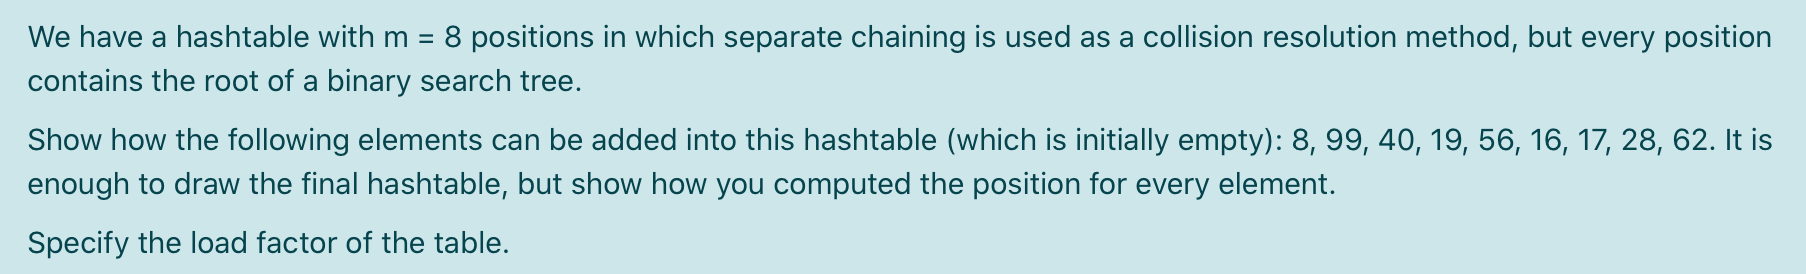 We have a hashtable with m = 8 positions in which separate chaining is used as a collision resolution method, but every position
contains the root of a binary search tree.
Show how the following elements can be added into this hashtable (which is initially empty): 8, 99, 40, 19, 56, 16, 17, 28, 62. It is
enough to draw the final hashtable, but show how you computed the position for every element.
Specify the load factor of the table.